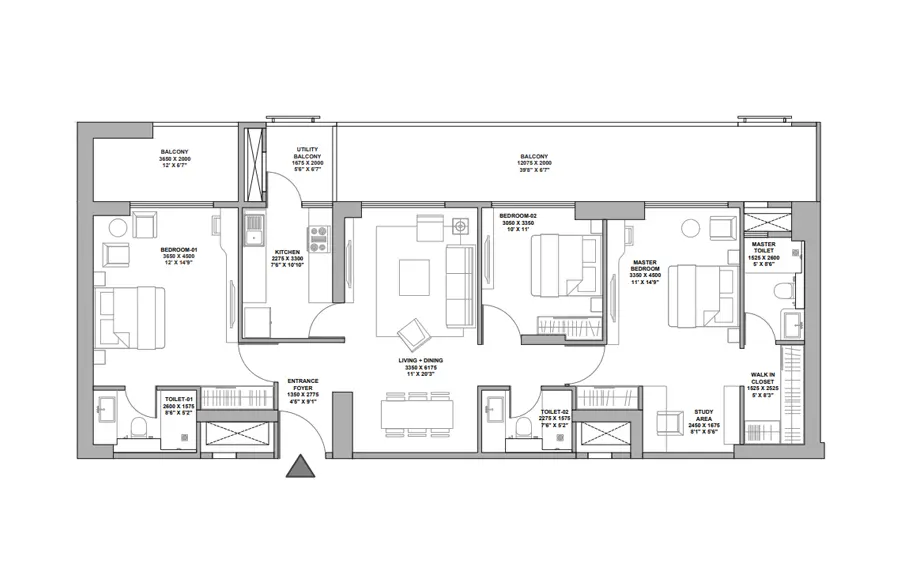 BALCONY
3650 X 2000
12' X 6'7"
UTILITY
BALCONY
1675 X 2000
5'6" X 6'7"
BALCONY
12075 X 2000
39'8" X 6'7"
BEDROOM-01
3650 X 4500
12' X 14'9"
KITCHEN
2275 X 3300
7'6" X 10'10"
BEDROOM-02
3050 X 3350
10' X 11'
MASTER
BEDROOM
3350 X 4500
11' X 14'9"
MASTER
TOILET
1525 X 2600
5' X 8'6"
LIVING + DINING
3350 X 6175
11' X 20'3"
ENTRANCE
FOYER
1350 X 2775
4'5" X 9'1"
WALK IN
CLOSET
1525 X 2525
5' X 8'3"
TOILET-01
2600 X 1575
8'6" X 5'2"
TOILET-02
2275 X 1575
7'6" X 5'2"
STUDY
AREA
2450 X 1675
8'1" X 5'6"